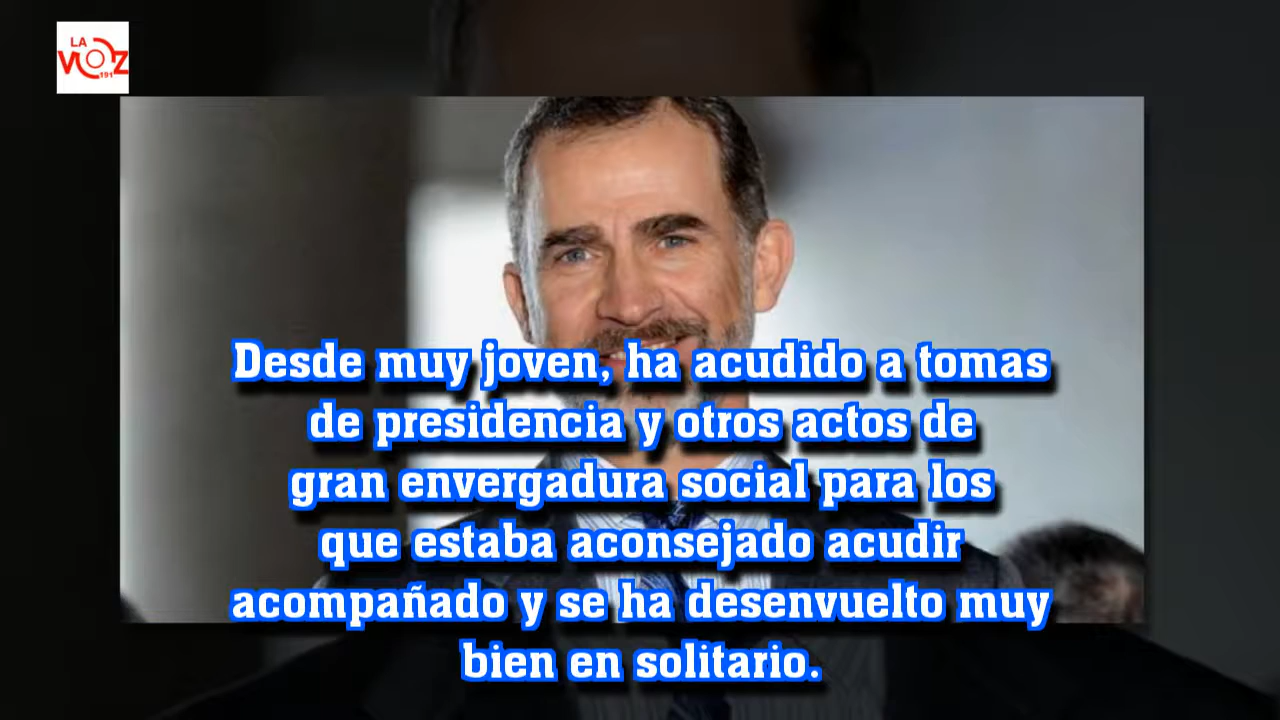 LA
VOZ
191
Desde muy joven, ha acudido a tomas
de presidencia y otros actos de
gran envergadura social para los
que estaba aconsejado acudir
acompañado y se ha desenvuelto muy
bien en solitario.